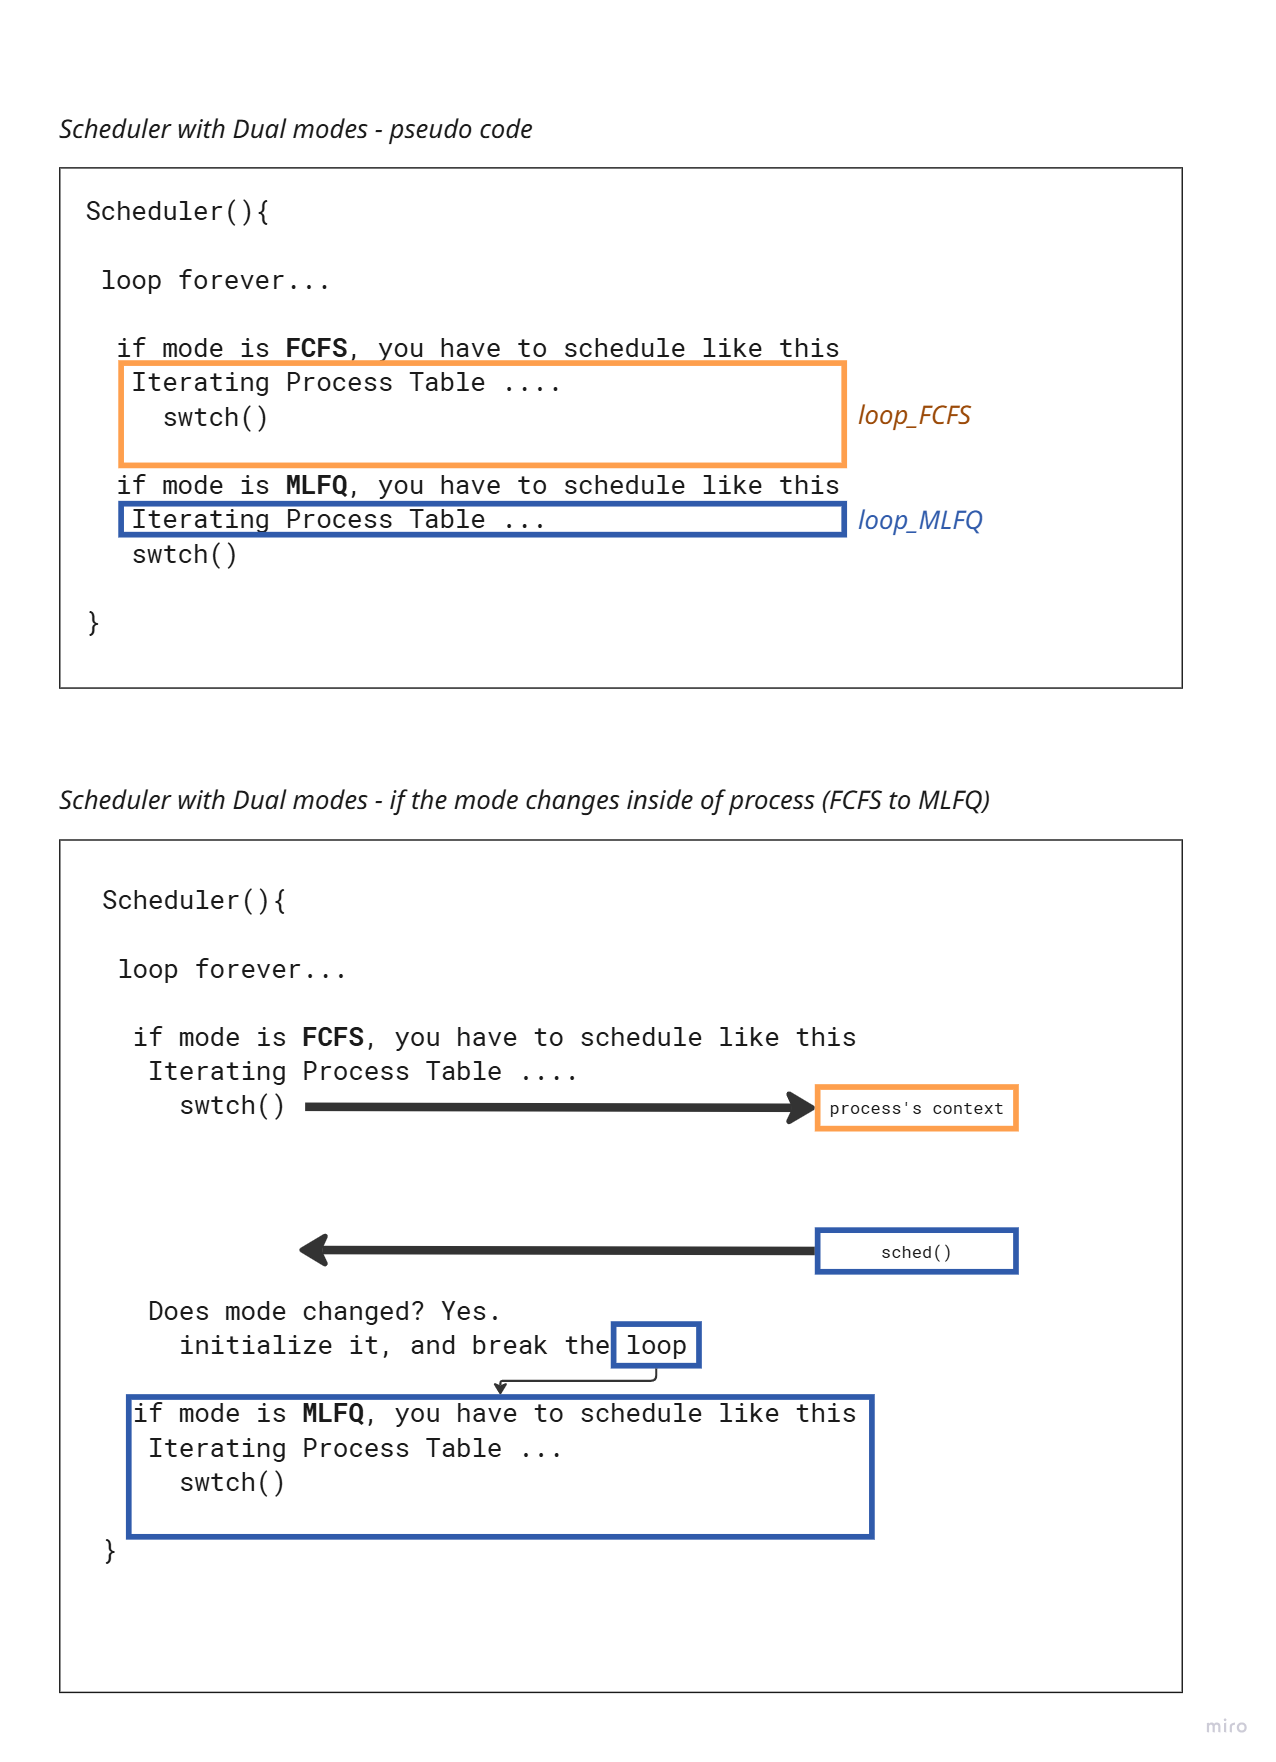 Scheduler with Dual modes - pseudo code
Scheduler(){
loop forever...
if mode is FCFS, you have to schedule like this
Iterating Process Table ....
swtch()
loop_FCFS
if mode is MLFQ, you have to schedule like this
Iterating Process Table ...
loop_MLFQ
swtch()
}
Scheduler with Dual modes - if the mode changes inside of process (FCFS to MLFQ)
Scheduler(){
loop forever...
if mode is FCFS, you have to schedule like this
Iterating Process Table ....
swtch()
process's context
sched()
Does mode changed? Yes.
initialize it, and break the loop
if mode is MLFQ, you have to schedule like this
Iterating Process Table ...
swtch()
}
miro